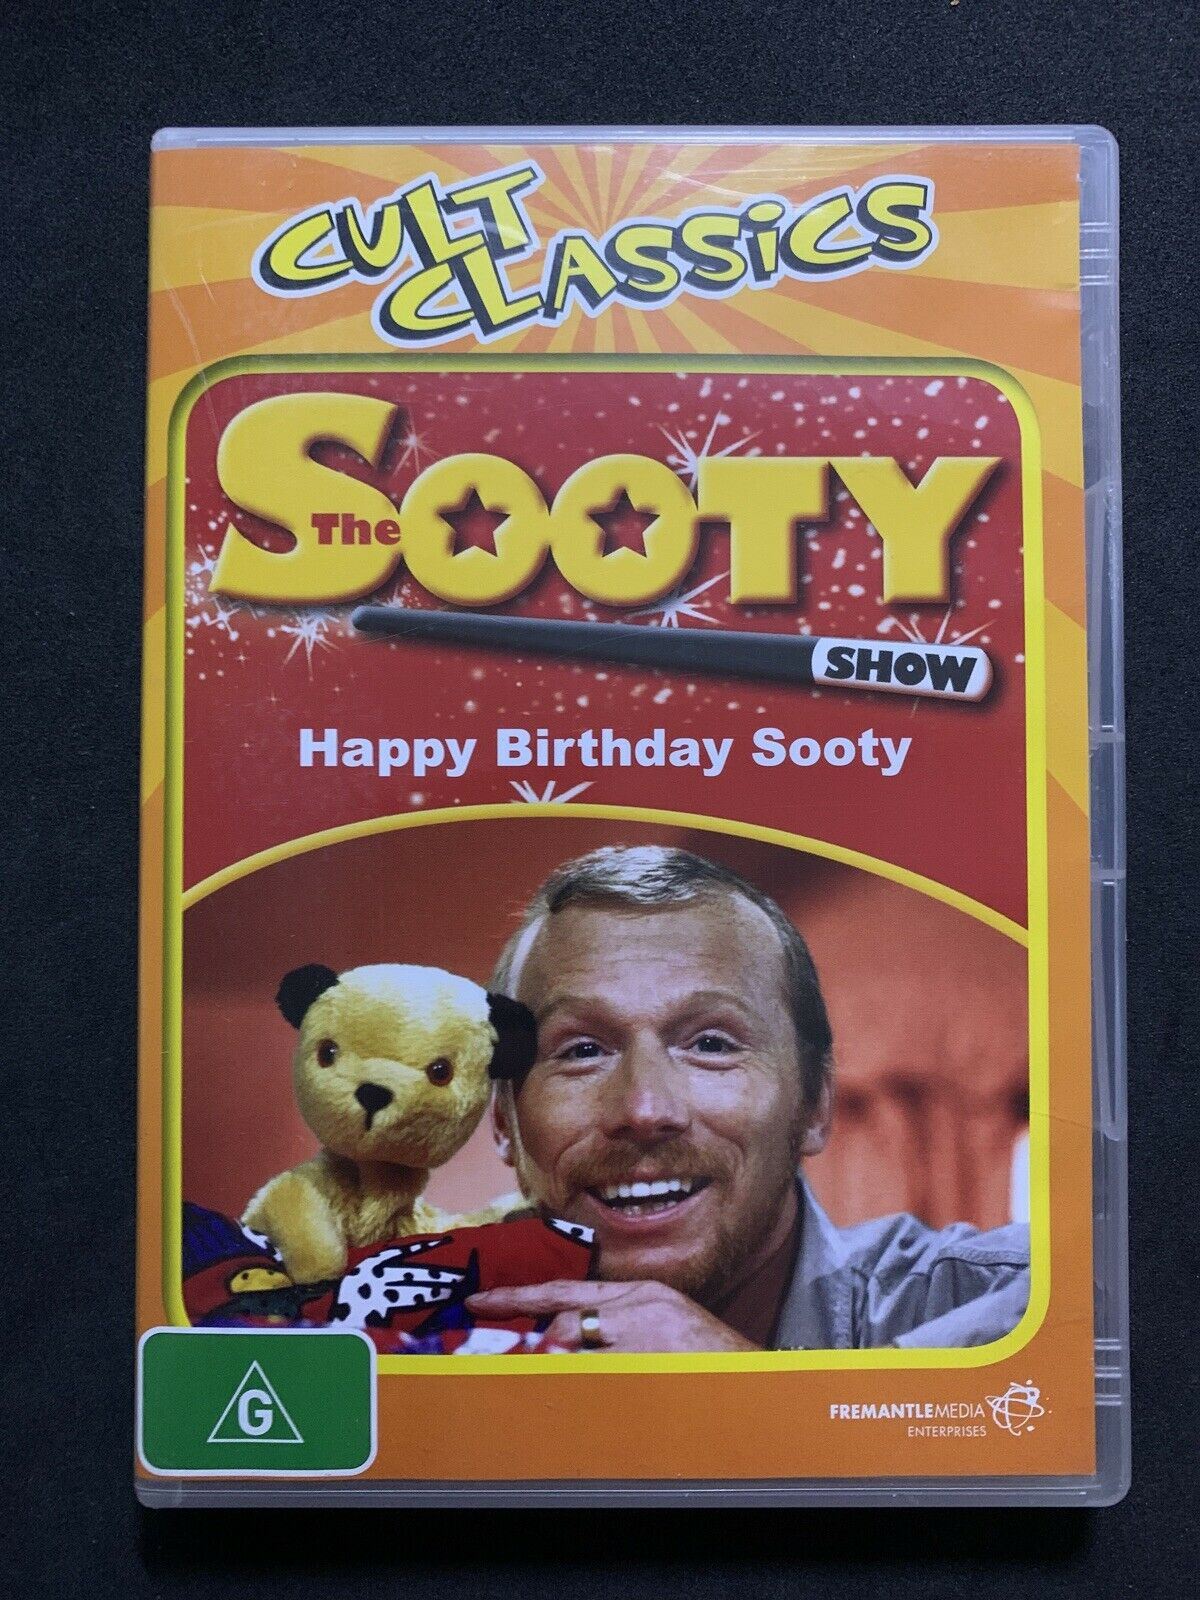 CULT
CLASSiCS
The SOOTY
SHOW
Happy Birthday Sooty
G
FREMANTLEMEDIA
ENTERPRISES